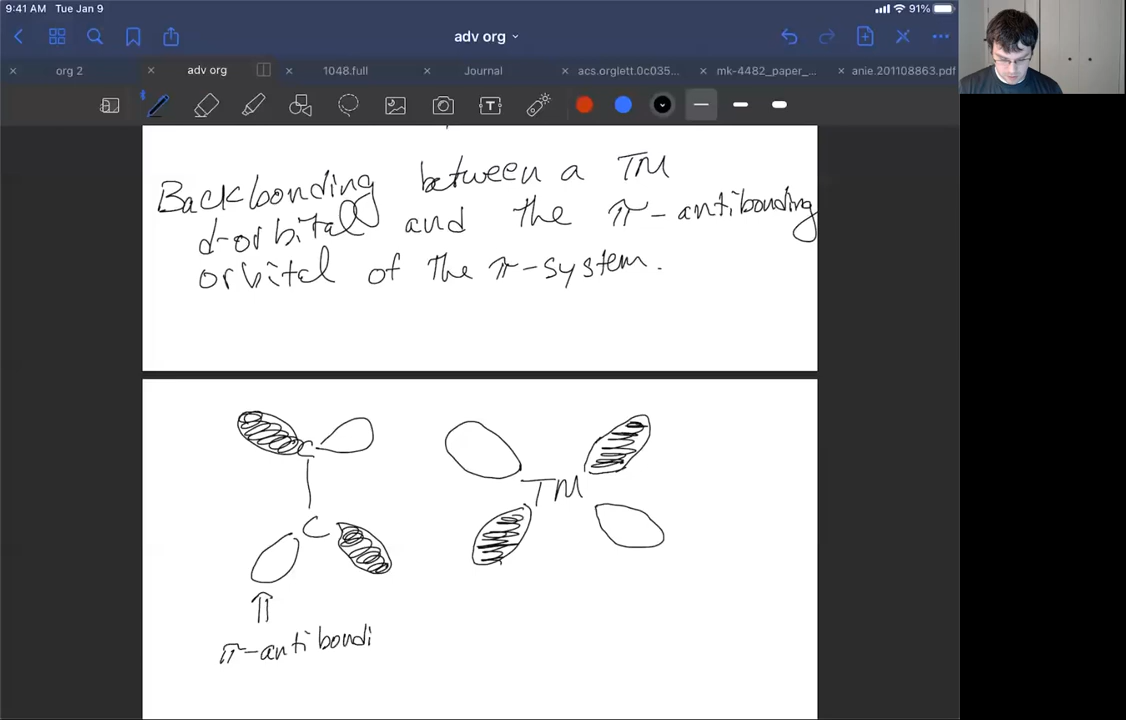 9:41 AM Tue Jan 9
91%
adv org
org 2
adv org
1048.full
Journal
acs.orglett.0c035...
mk-4482_paper_...
anie.201108863.pdf
T
Backbonding between a TM
d-orbital and the π-antibonding
orbital of the π-system.
C
TM
C
π-antibondi